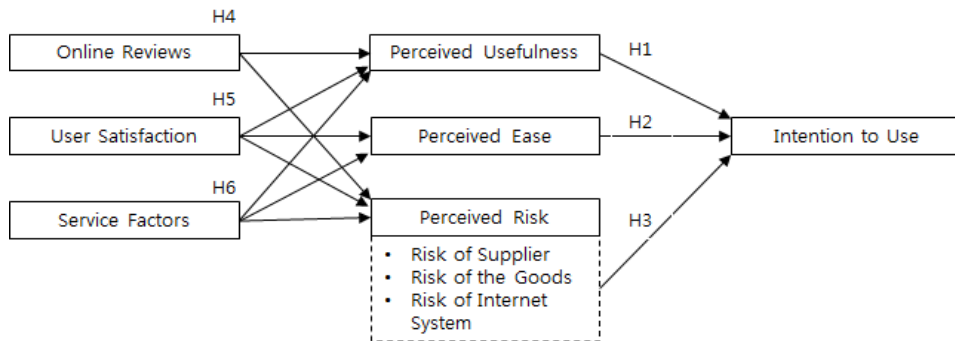 H4
Online Reviews
Perceived Usefulness
H1
H5
User Satisfaction
Perceived Ease
H2
Intention to Use
H6
Service Factors
Perceived Risk
H3
• Risk of Supplier
• Risk of the Goods
• Risk of Internet
System